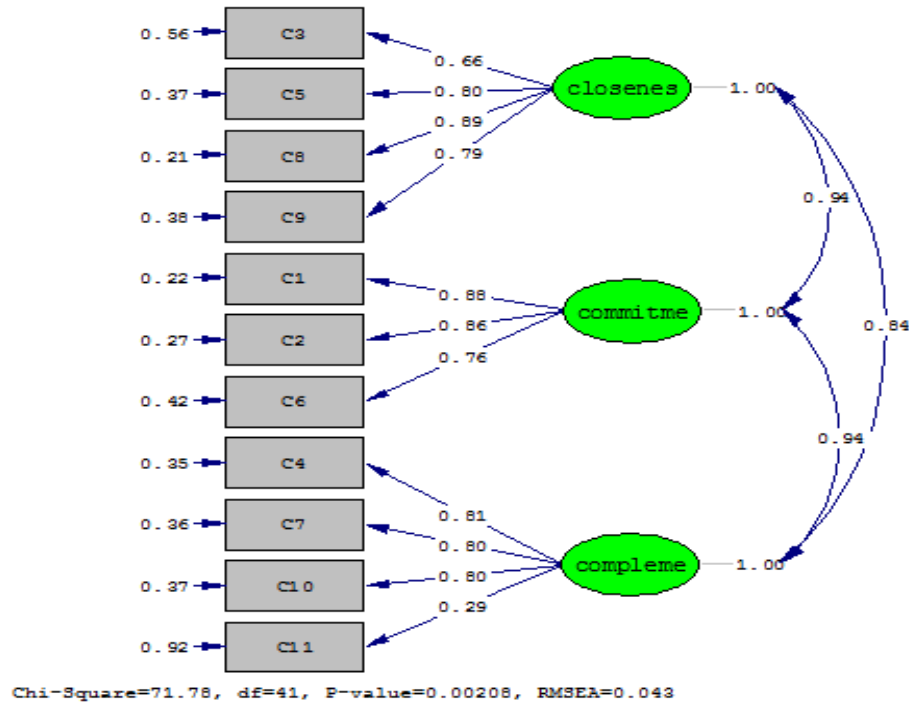 0.56 C3
0.66
0.37 C5 0.80 closenes 1.00
0.89
0.21 C8 0.79
0.94
0.38 C9
0.22 C1
0.88
commitme 1.00
0.27 C2 0.86
0.84
0.76
0.42 C6
0.94
0.35 C4
0.81
0.36 C7
0.80
compleme 1.00
0.37 C10 0.80
0.29
0.92 C11
Chi-Square=71.78, df=41, P-value=0.00208, RMSEA=0.043